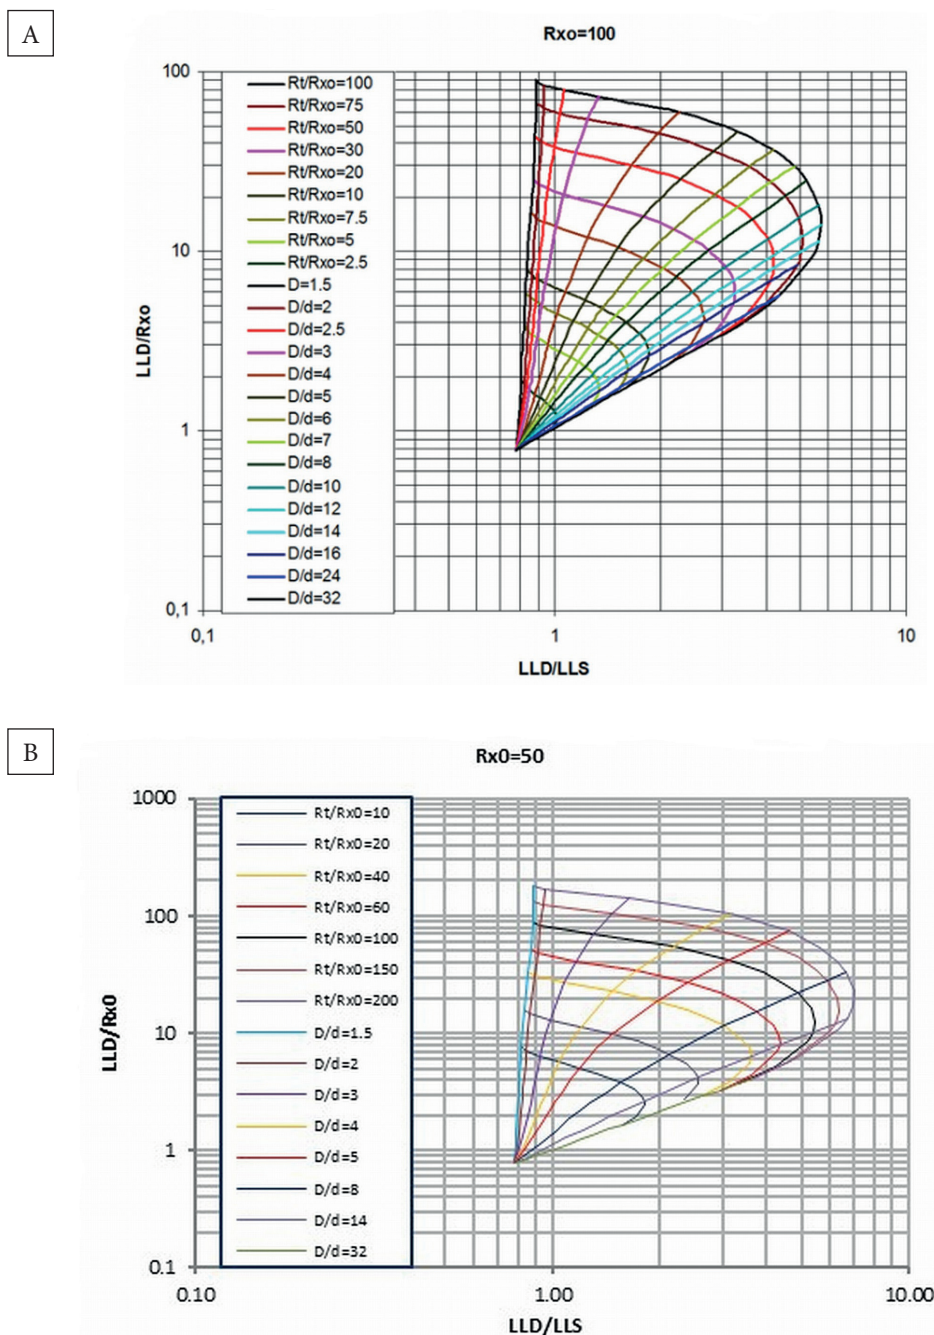 A
Rxo=100
100
10
1
0,1
0,1
1
10
LLD/Rxo
LLD/LLS
Rt/Rxo=100
Rt/Rxo=75
Rt/Rxo=50
Rt/Rxo=30
Rt/Rxo=20
Rt/Rxo=10
Rt/Rxo=7.5
Rt/Rxo=5
Rt/Rxo=2.5
D=1.5
D/d=2
D/d=2.5
D/d=3
D/d=4
D/d=5
D/d=6
D/d=7
D/d=8
D/d=10
D/d=12
D/d=14
D/d=16
D/d=24
D/d=32
B
Rx0=50
1000
100
10
1
0.1
0.10
1.00
10.00
LLD/Rx0
LLD/LLS
Rt/Rx0=10
Rt/Rx0=20
Rt/Rx0=40
Rt/Rx0=60
Rt/Rx0=100
Rt/Rx0=150
Rt/Rx0=200
D/d=1.5
D/d=2
D/d=3
D/d=4
D/d=5
D/d=8
D/d=14
D/d=32